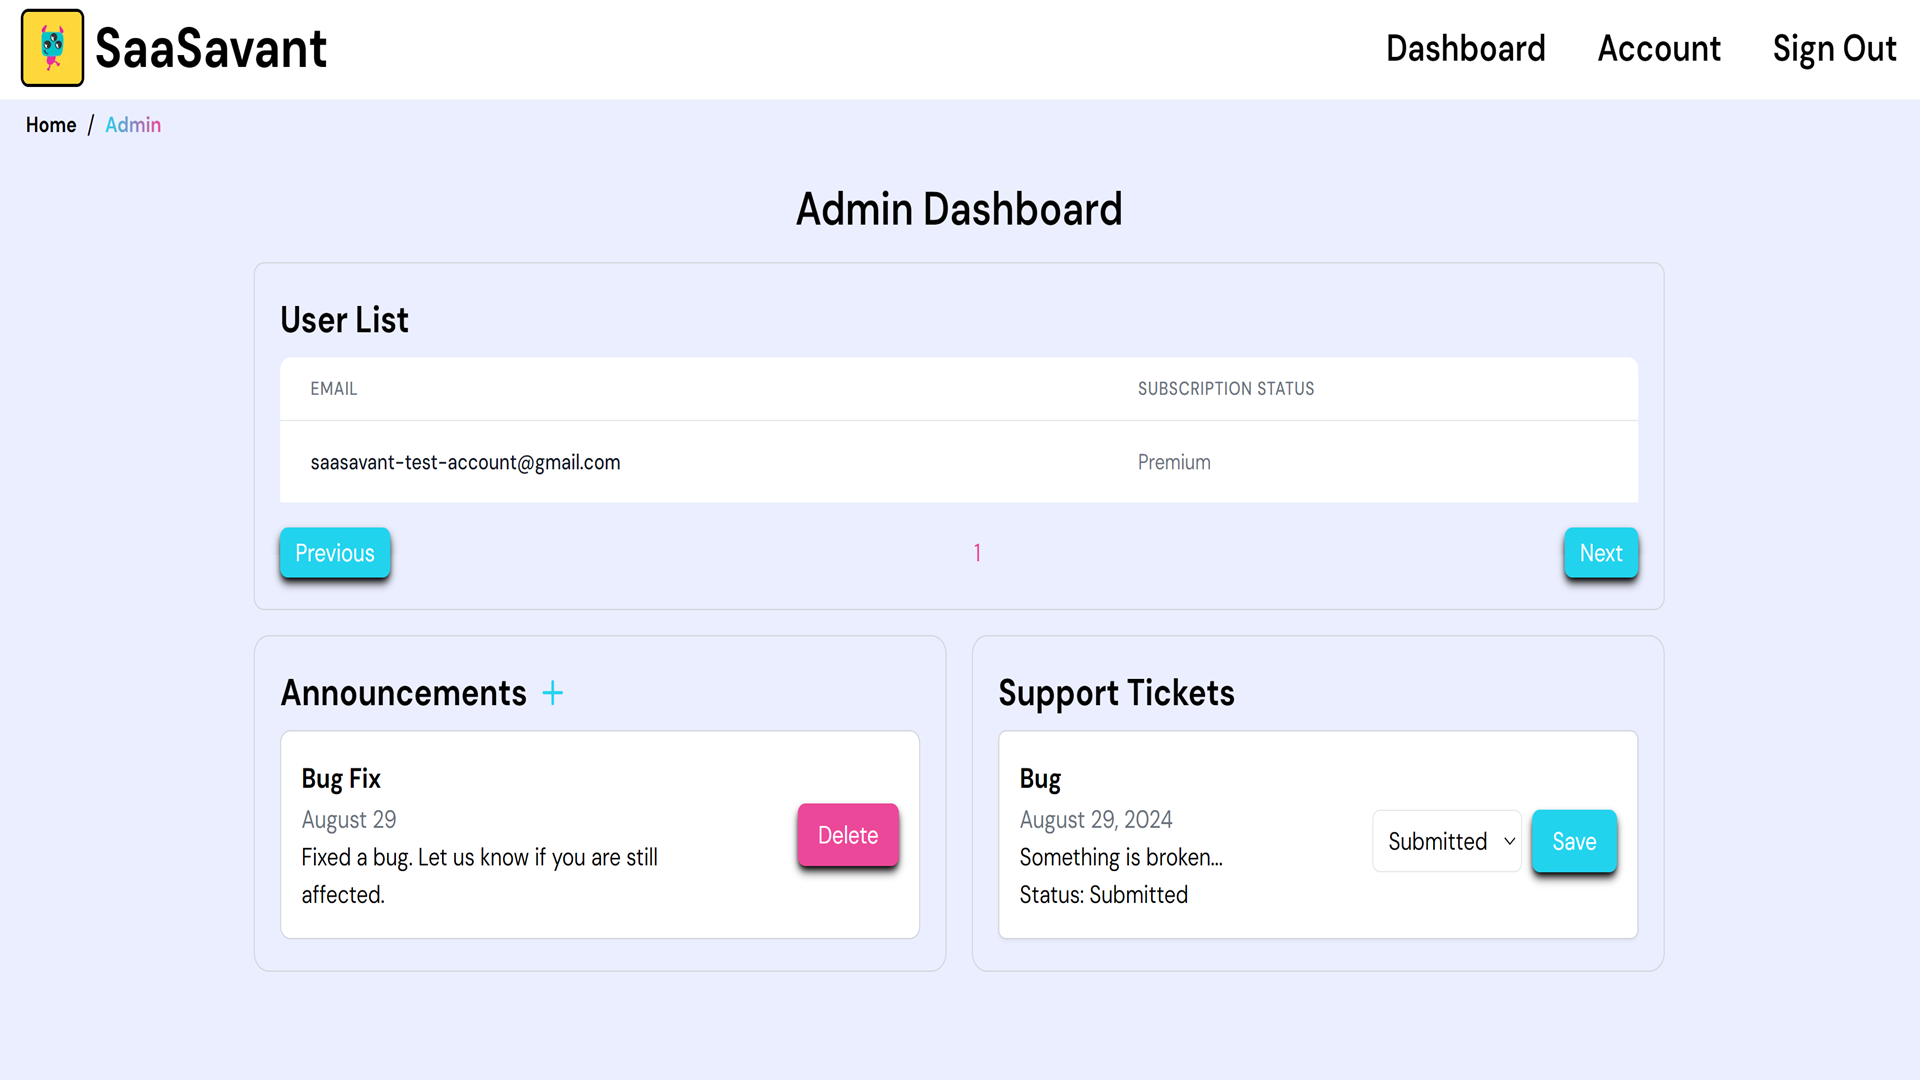 SaaSavant
Dashboard Account Sign Out
Home / Admin
Admin Dashboard
User List
EMAIL SUBSCRIPTION STATUS
saasavant-test-account@gmail.com Premium
Previous 1 Next
Announcements +
Bug Fix
August 29
Fixed a bug. Let us know if you are still
affected.
Delete
Support Tickets
Bug
August 29, 2024
Something is broken...
Status: Submitted
Submitted
Save